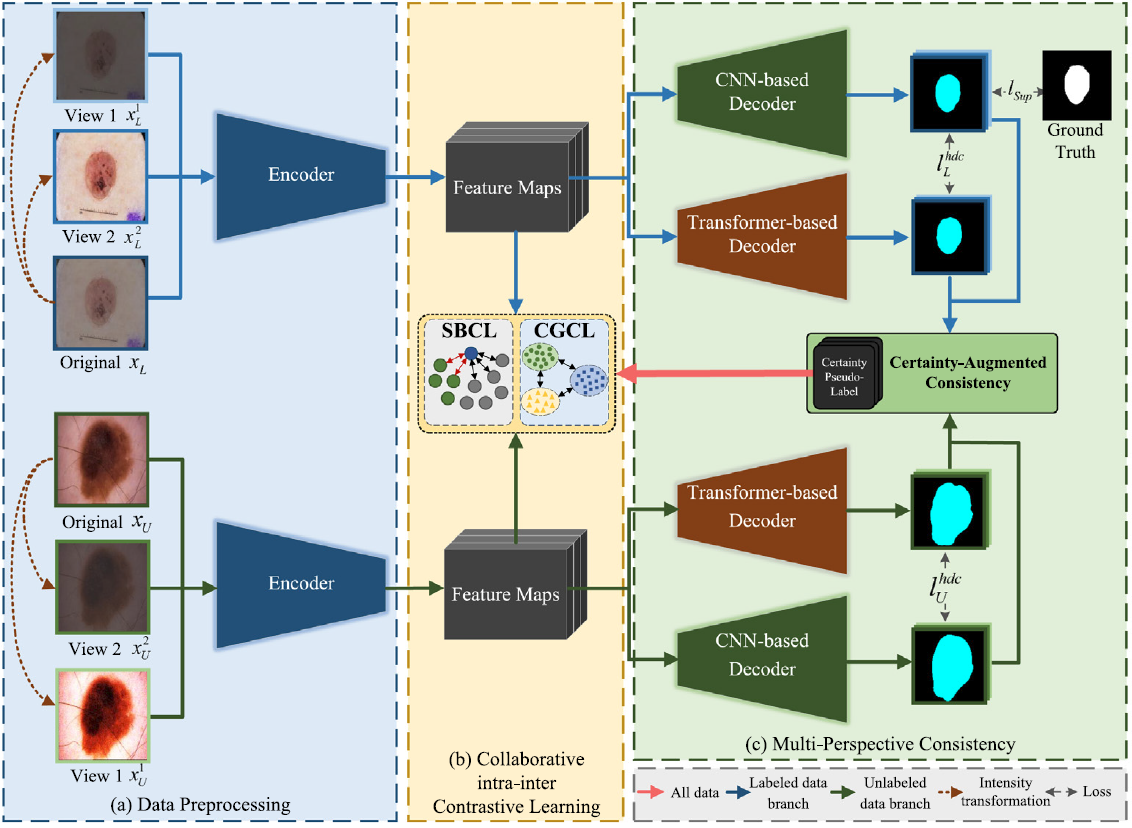 View 1 x_L^1
View 2 x_L^2
Original x_L
Encoder
Original x_U
View 2 x_U^2
View 1 x_U^1
Encoder
(a) Data Preprocessing
Feature Maps
SBCL
CGCL
Feature Maps
(b) Collaborative
intra-inter
Contrastive Learning
CNN-based
Decoder
Transformer-based
Decoder
l_Sup
Ground
Truth
l_L^hdc
Certainty
Pseudo-
Label
Certainty-Augmented
Consistency
Transformer-based
Decoder
l_U^hdc
CNN-based
Decoder
(c) Multi-Perspective Consistency
All data
Labeled data
branch
Unlabeled
data branch
Intensity
transformation
Loss